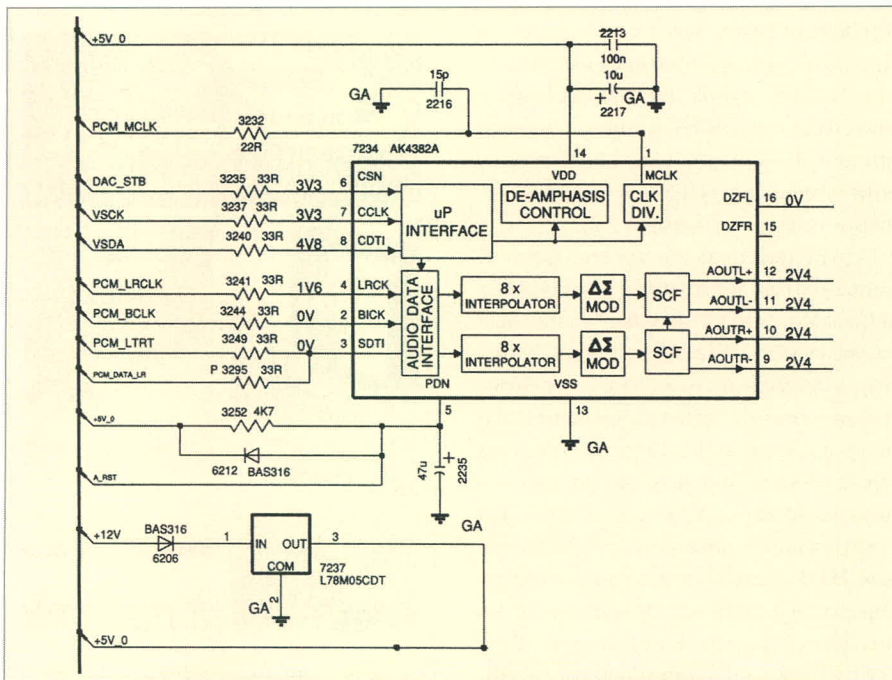 +5V_0
2213
100n
10u
+
2217
GA
15p
GA
2216
PCM_MCLK
3232
22R
7234 AK4382A
14
1
VDD
MCLK
DAC_STB
3235 33R
3V3
6
CSN
VSCK
3237 33R
3V3
7
CCLK
VSDA
3240 33R
4V8
8
CDTI
uP
INTERFACE
DE-AMPHASIS
CONTROL
CLK
DIV.
DZFL
16
0V
DZFR
15
PCM_LRCLK
3241 33R
1V6
4
LRCK
PCM_BCLK
3244 33R
0V
2
BICK
PCM_LTRT
3249 33R
0V
3
SDTI
PCM_DATA_LR
P 3295 33R
AUDIO DATA
INTERFACE
8 x
INTERPOLATOR
ΔΣ
MOD
SCF
8 x
INTERPOLATOR
ΔΣ
MOD
SCF
AOUTL+
12
2V4
AOUTL-
11
2V4
AOUTR+
10
2V4
AOUTR-
9
2V4
PDN
VSS
5
13
GA
+5V_0
3252 4K7
6212 BAS316
A_RST
47u
+
2235
GA
+12V
BAS316
6206
1
IN OUT
COM
3
7237
L78M05CDT
GA
2
+5V_0